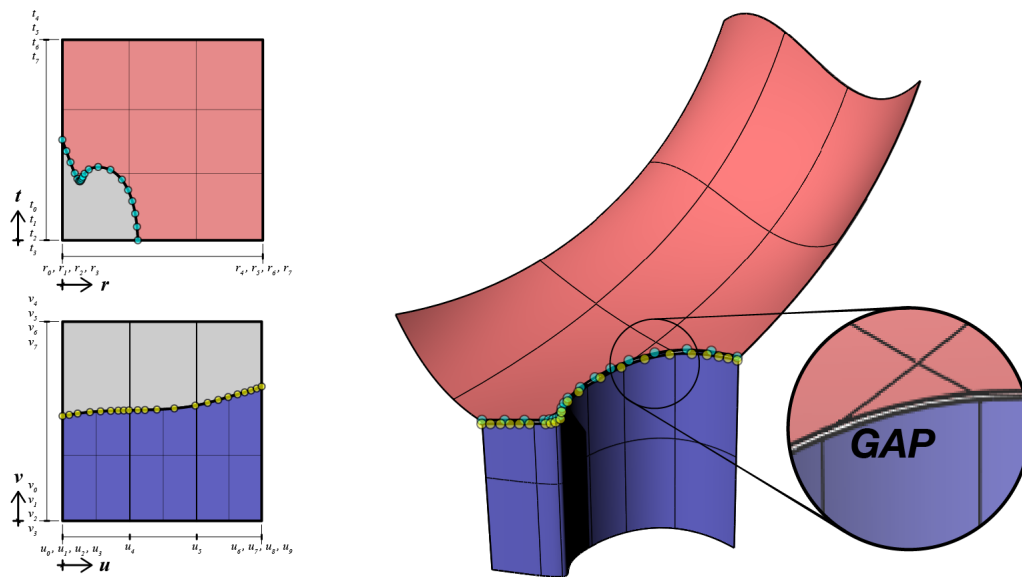 t₄
t₅
t₆
t₇
t
t₀
t₁
t₂
t₃
r₀, r₁, r₂, r₃
r₄, r₅, r₆, r₇
r
v₄
v₅
v₆
v₇
GAP
v
v₀
v₁
v₂
v₃
u₀, u₁, u₂, u₃
u₄
u₅
u₆, u₇, u₈, u₉
u